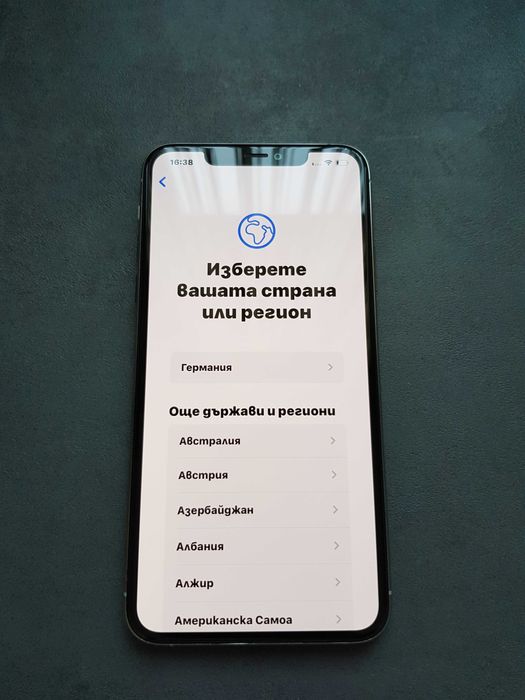 16:38
Изберете
вашата страна
или регион
Германия
Още държави и региони
Австралия
Австрия
Азербайджан
Албания
Алжир
Американска Самоа